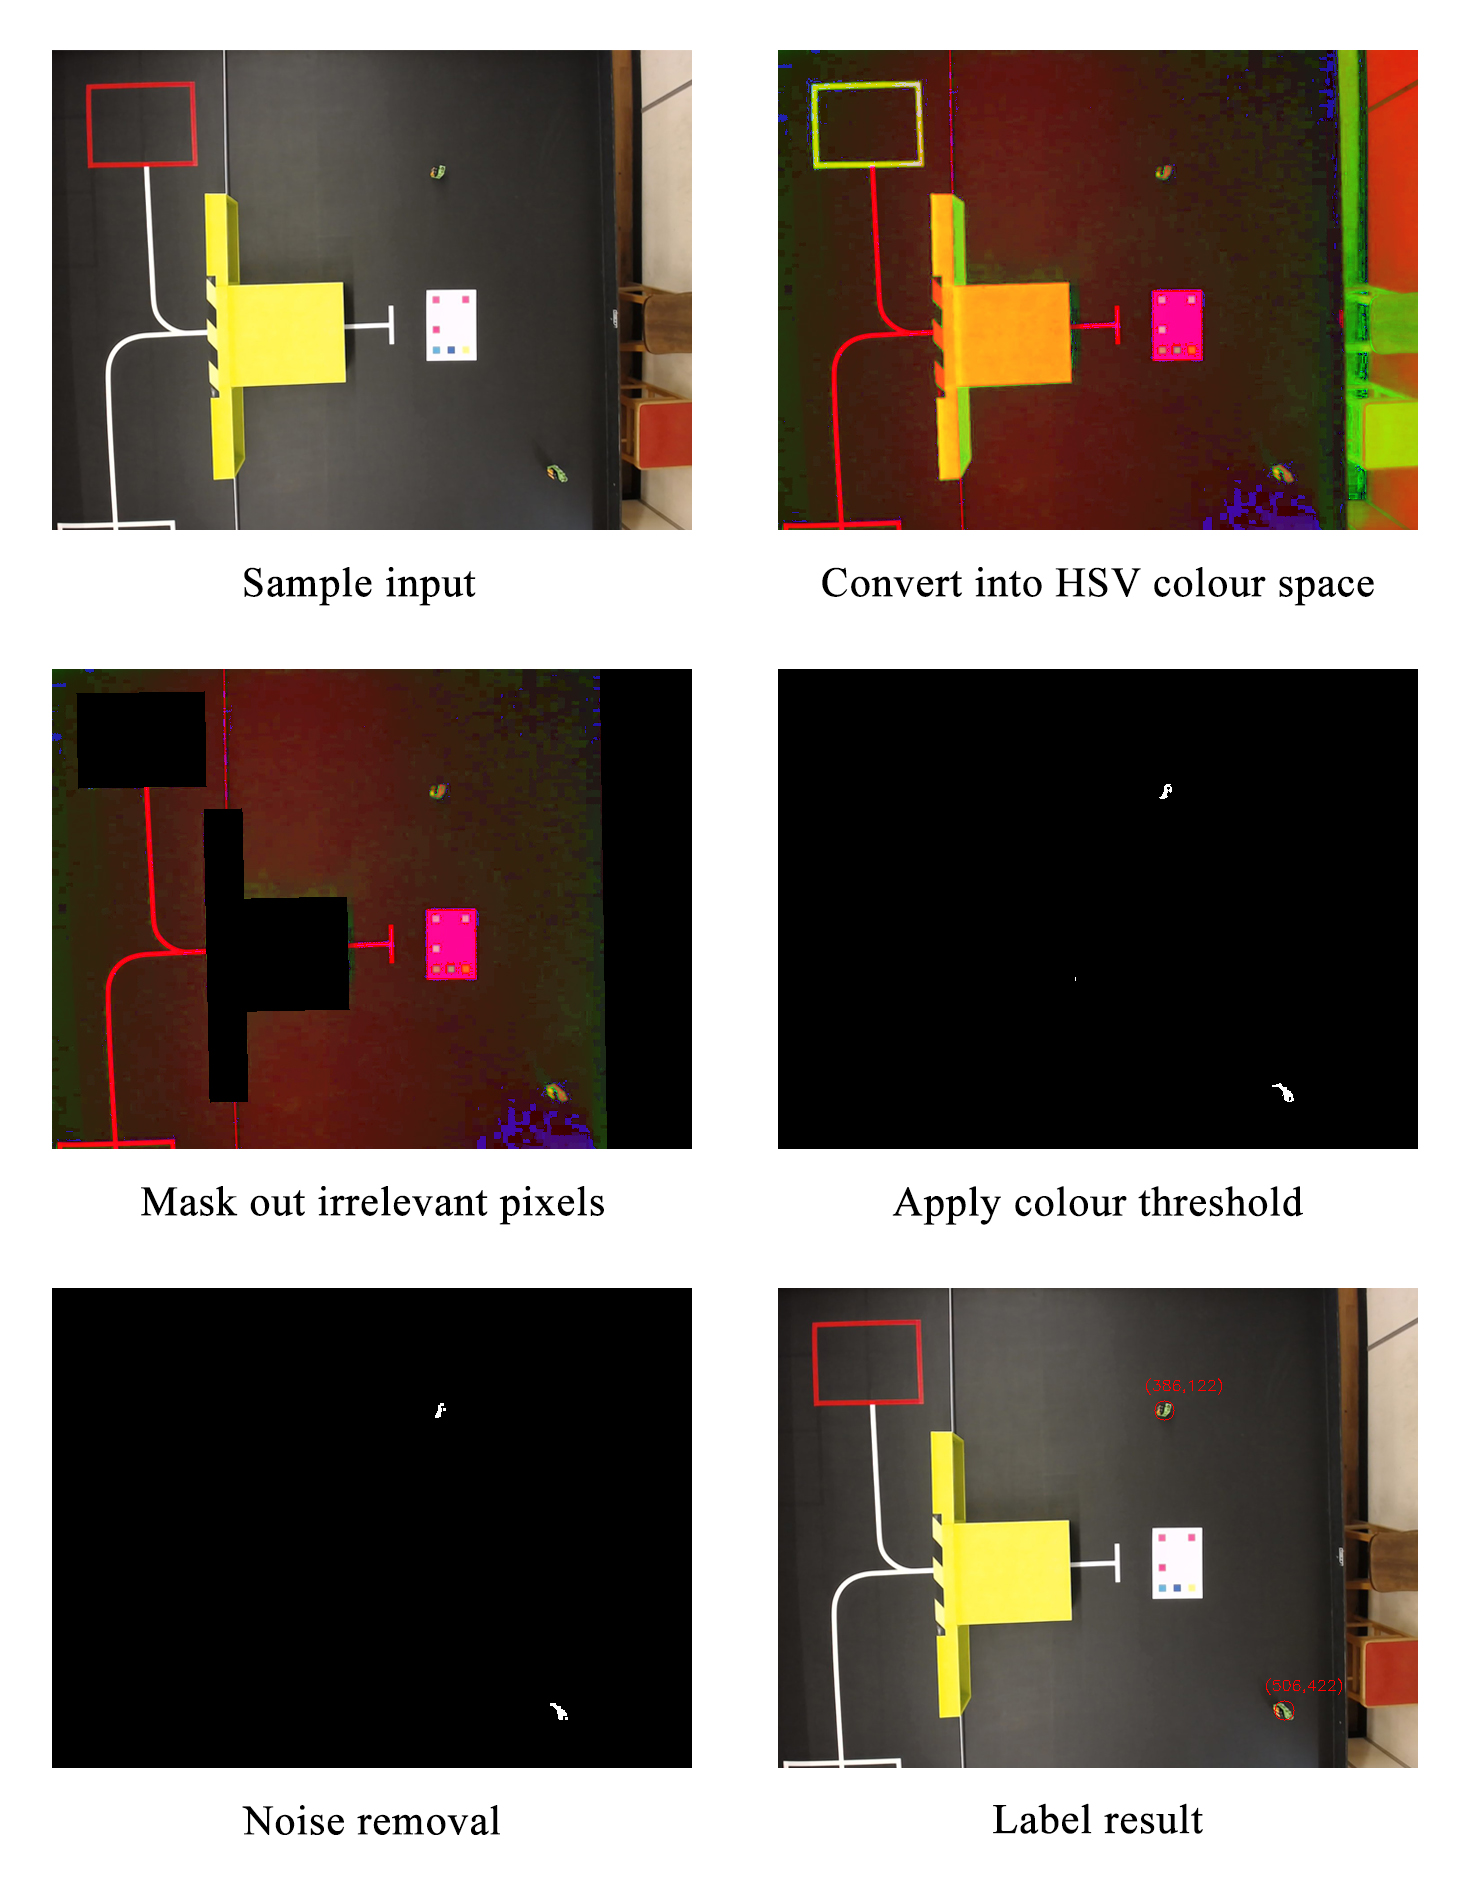 Sample input
Convert into HSV colour space
Mask out irrelevant pixels
Apply colour threshold
(386,122)
(506,422)
Noise removal
Label result